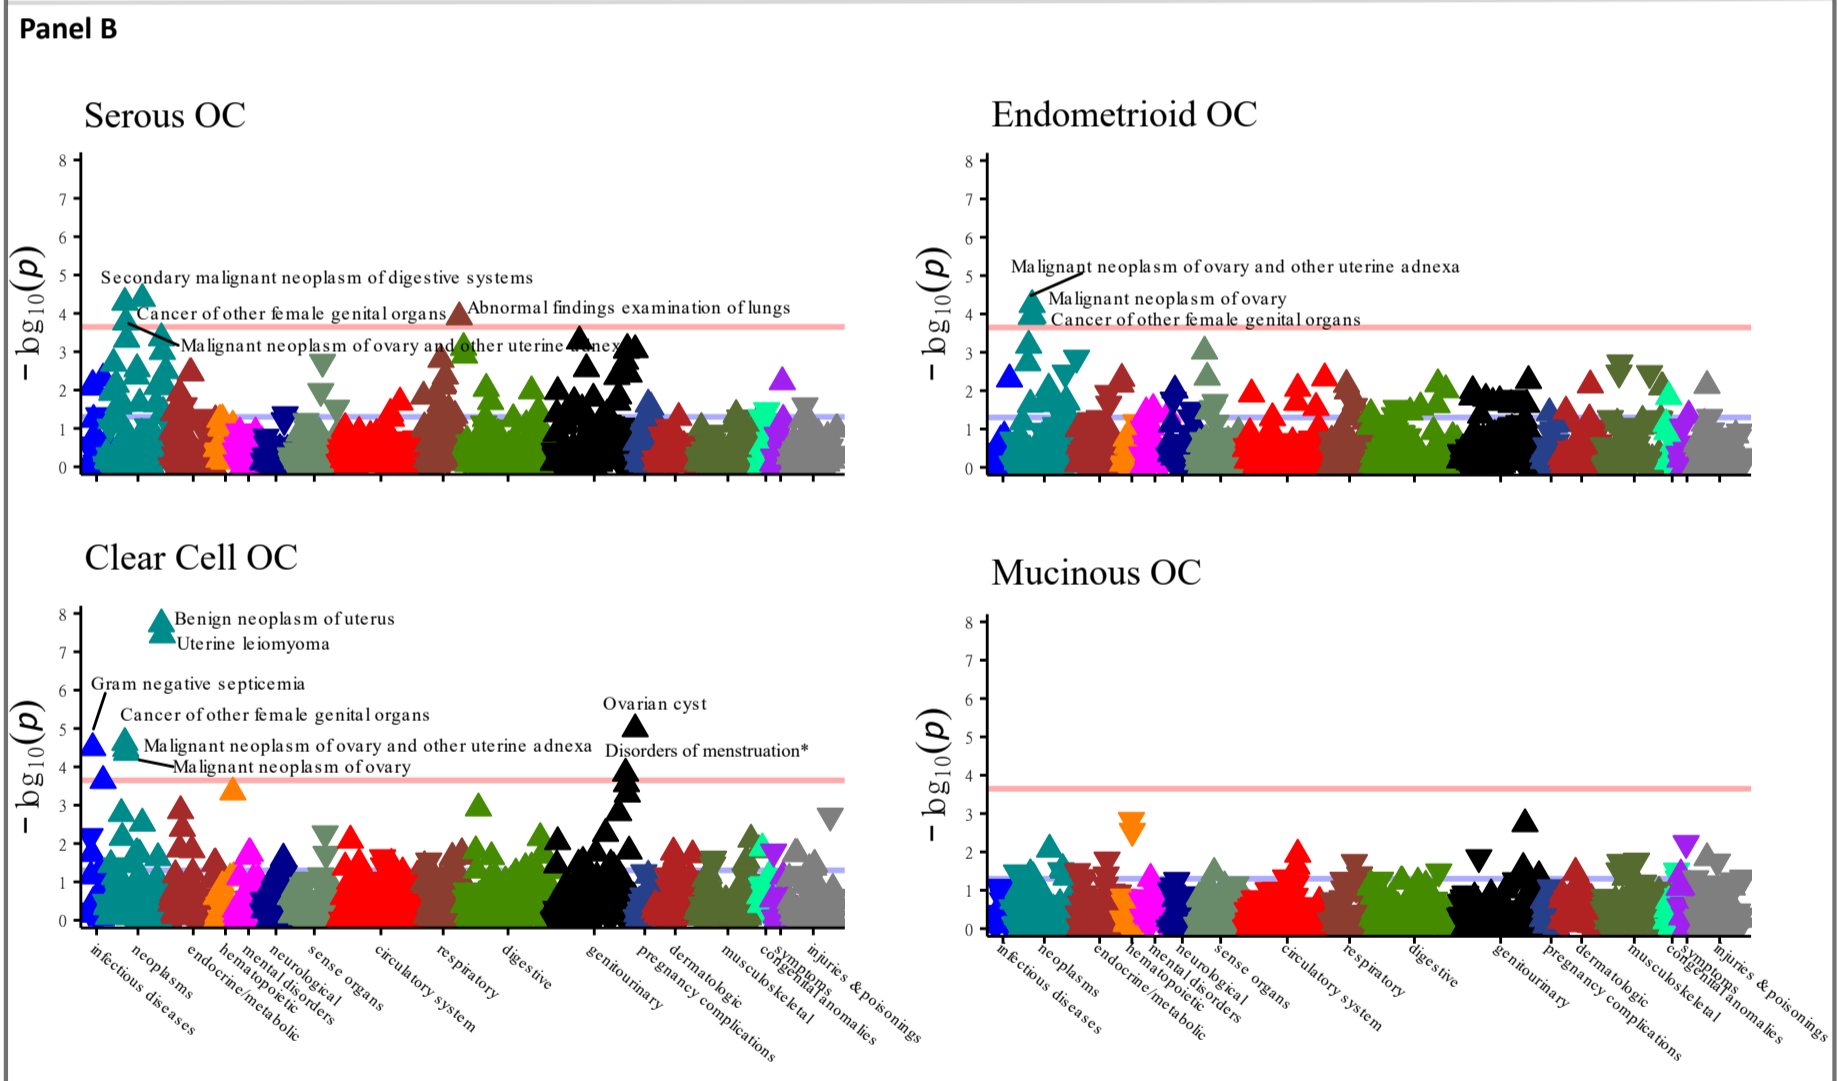 Panel B
Serous OC
8
7
6
5
4
3
2
1
0
− log10(p)
Secondary malignant neoplasm of digestive systems
Cancer of other female genital organs
Abnormal findings examination of lungs
Malignant neoplasm of ovary and other uterine adnexa
Endometrioid OC
8
7
6
5
4
3
2
1
0
− log10(p)
Malignant neoplasm of ovary and other uterine adnexa
Malignant neoplasm of ovary
Cancer of other female genital organs
Clear Cell OC
8
7
6
5
4
3
2
1
0
− log10(p)
Benign neoplasm of uterus
Uterine leiomyoma
Gram negative septicemia
Cancer of other female genital organs
Malignant neoplasm of ovary and other uterine adnexa
Malignant neoplasm of ovary
Ovarian cyst
Disorders of menstruation*
infectious diseases
neoplasms
endocrine/metabolic
hematopoietic
mental disorders
neurological
sense organs
circulatory system
respiratory
digestive
genitourinary
pregnancy complications
dermatologic
musculoskeletal
congenital anomalies
symptoms
injuries & poisonings
Mucinous OC
8
7
6
5
4
3
2
1
0
− log10(p)
infectious diseases
neoplasms
endocrine/metabolic
hematopoietic
mental disorders
neurological
sense organs
circulatory system
respiratory
digestive
genitourinary
pregnancy complications
dermatologic
musculoskeletal
congenital anomalies
symptoms
injuries & poisonings